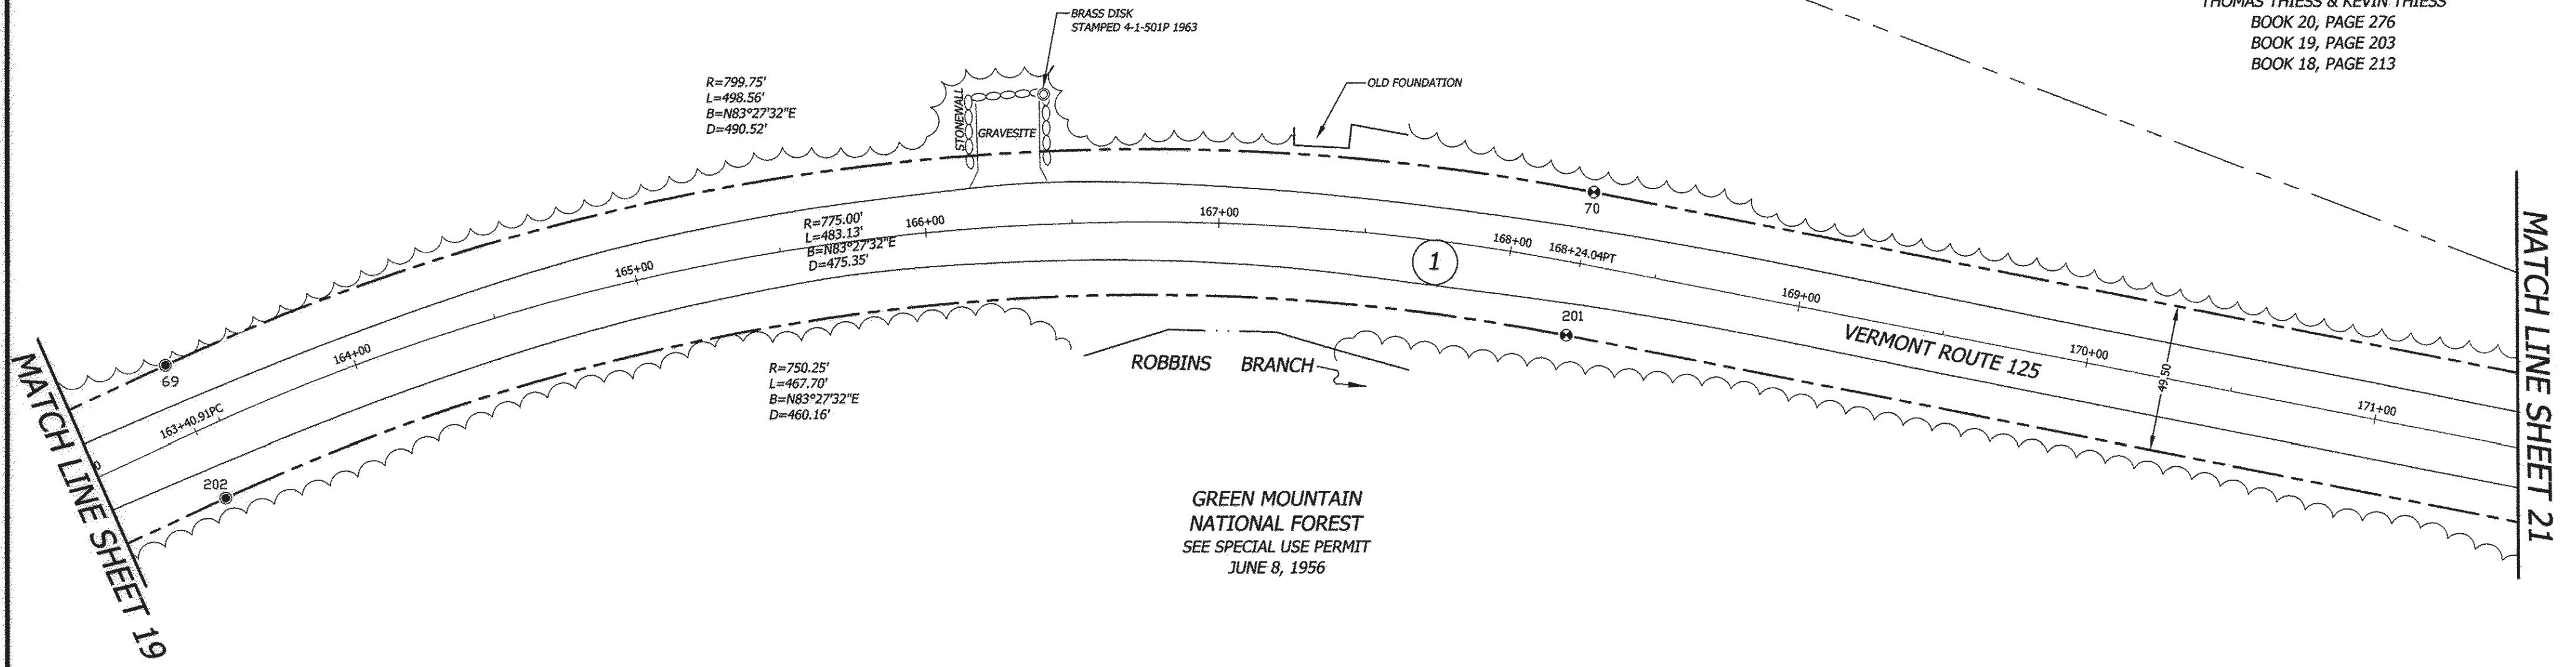 BRASS DISK
STAMPED 4-1-501P 1963
THOMAS THIESS & KEVIN THIESS
BOOK 20, PAGE 276
BOOK 19, PAGE 203
BOOK 18, PAGE 213
R=799.75'
L=498.56'
B=N83°27'32"E
D=490.52'
STONEWALL
GRAVESITE
OLD FOUNDATION
70
R=775.00'
L=483.13'
B=N83°27'32"E
D=475.35'
163+40.91PC
164+00
165+00
166+00
167+00
168+00
168+24.04PT
169+00
170+00
171+00
1
VERMONT ROUTE 125
49.50
69
202
201
R=750.25'
L=467.70'
B=N83°27'32"E
D=460.16'
ROBBINS BRANCH
GREEN MOUNTAIN
NATIONAL FOREST
SEE SPECIAL USE PERMIT
JUNE 8, 1956
MATCH LINE SHEET 19
MATCH LINE SHEET 21